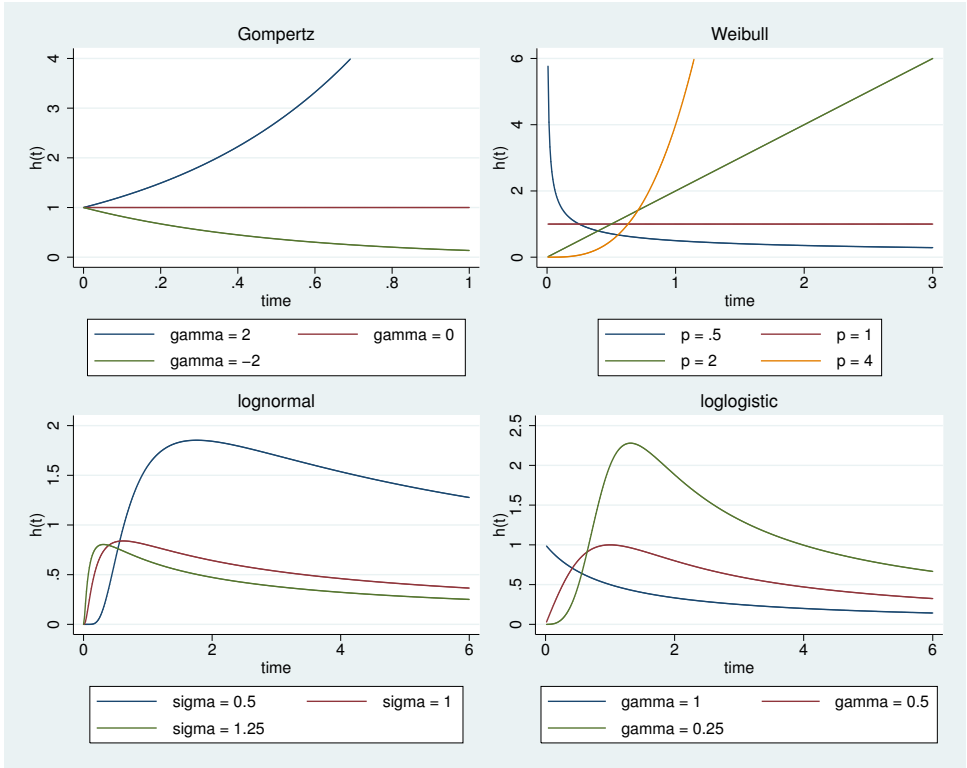 Gompertz
4
3
2
1
0
h(t)
0 .2 .4 .6 .8 1
time
gamma = 2 gamma = 0
gamma = −2
Weibull
6
4
2
0
h(t)
0 1 2 3
time
p = .5 p = 1
p = 2 p = 4
lognormal
2
1.5
1
.5
0
h(t)
0 2 4 6
time
sigma = 0.5 sigma = 1
sigma = 1.25
loglogistic
2.5
2
1.5
1
.5
0
h(t)
0 2 4 6
time
gamma = 1 gamma = 0.5
gamma = 0.25